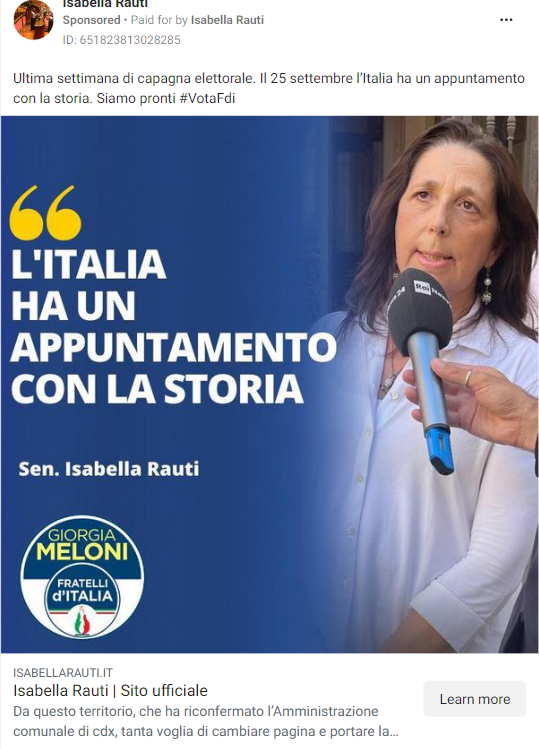 Isabella Rauti
Sponsored • Paid for by Isabella Rauti
ID: 651823813028285
Ultima settimana di capagna elettorale. Il 25 settembre l’Italia ha un appuntamento
con la storia. Siamo pronti #VotaFdi
L'ITALIA
HA UN
APPUNTAMENTO
CON LA STORIA
Sen. Isabella Rauti
GIORGIA
MELONI
FRATELLI
d'ITALIA
24
Rai
ISABELLARAUTI.IT
Isabella Rauti | Sito ufficiale
Da questo territorio, che ha riconfermato l’Amministrazione
comunale di cdx, tanta voglia di cambiare pagina e portare la...
Learn more